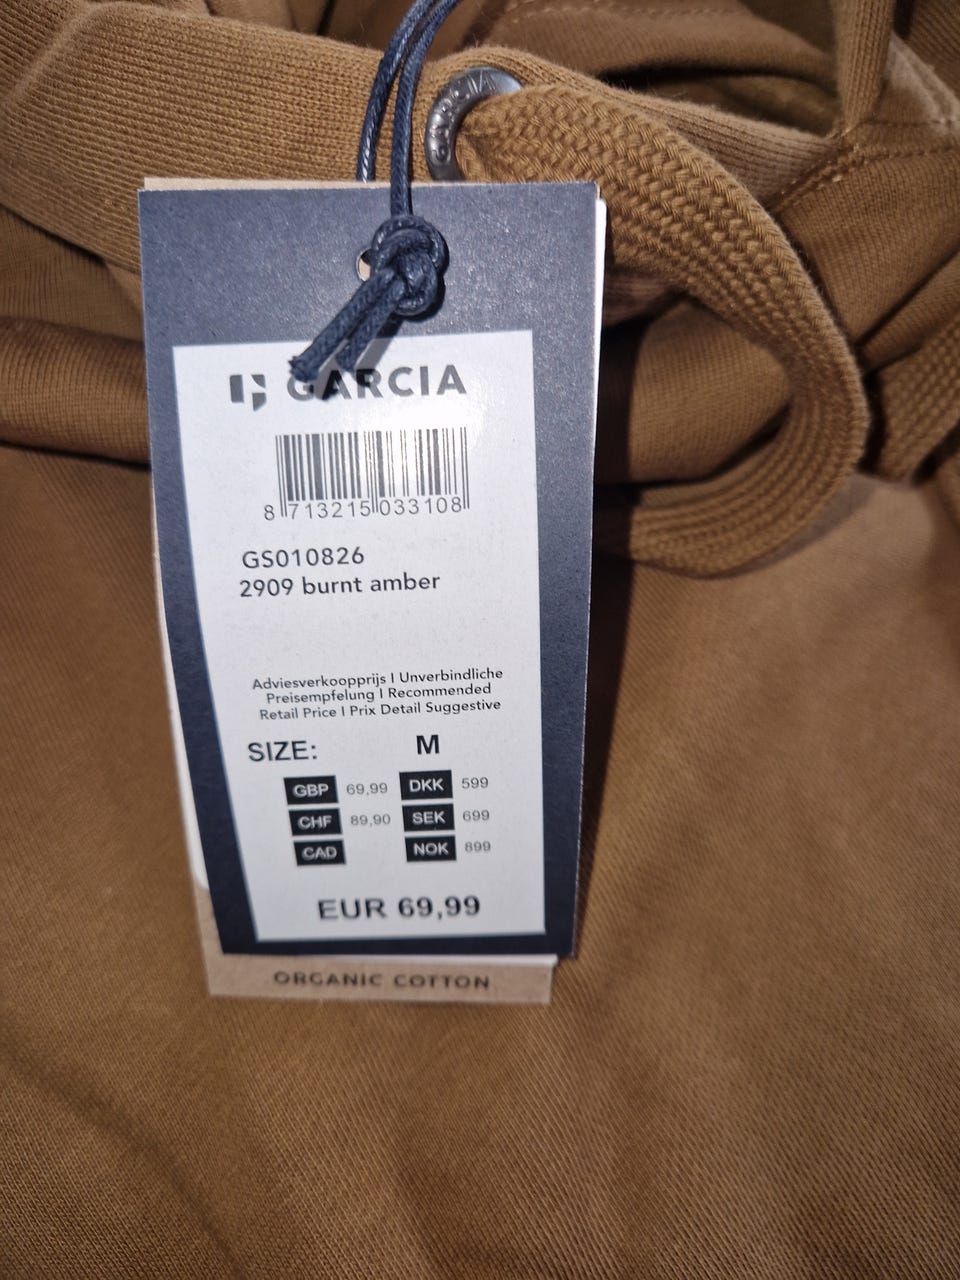 GARCIA
GARCIA
8 713215 033108
GS010826
2909 burnt amber
Adviesverkoopprijs I Unverbindliche
Preisempfelung I Recommended
Retail Price I Prix Detail Suggestive
SIZE: M
GBP 69,99 DKK 599
CHF 89,90 SEK 699
CAD NOK 899
EUR 69,99
ORGANIC COTTON